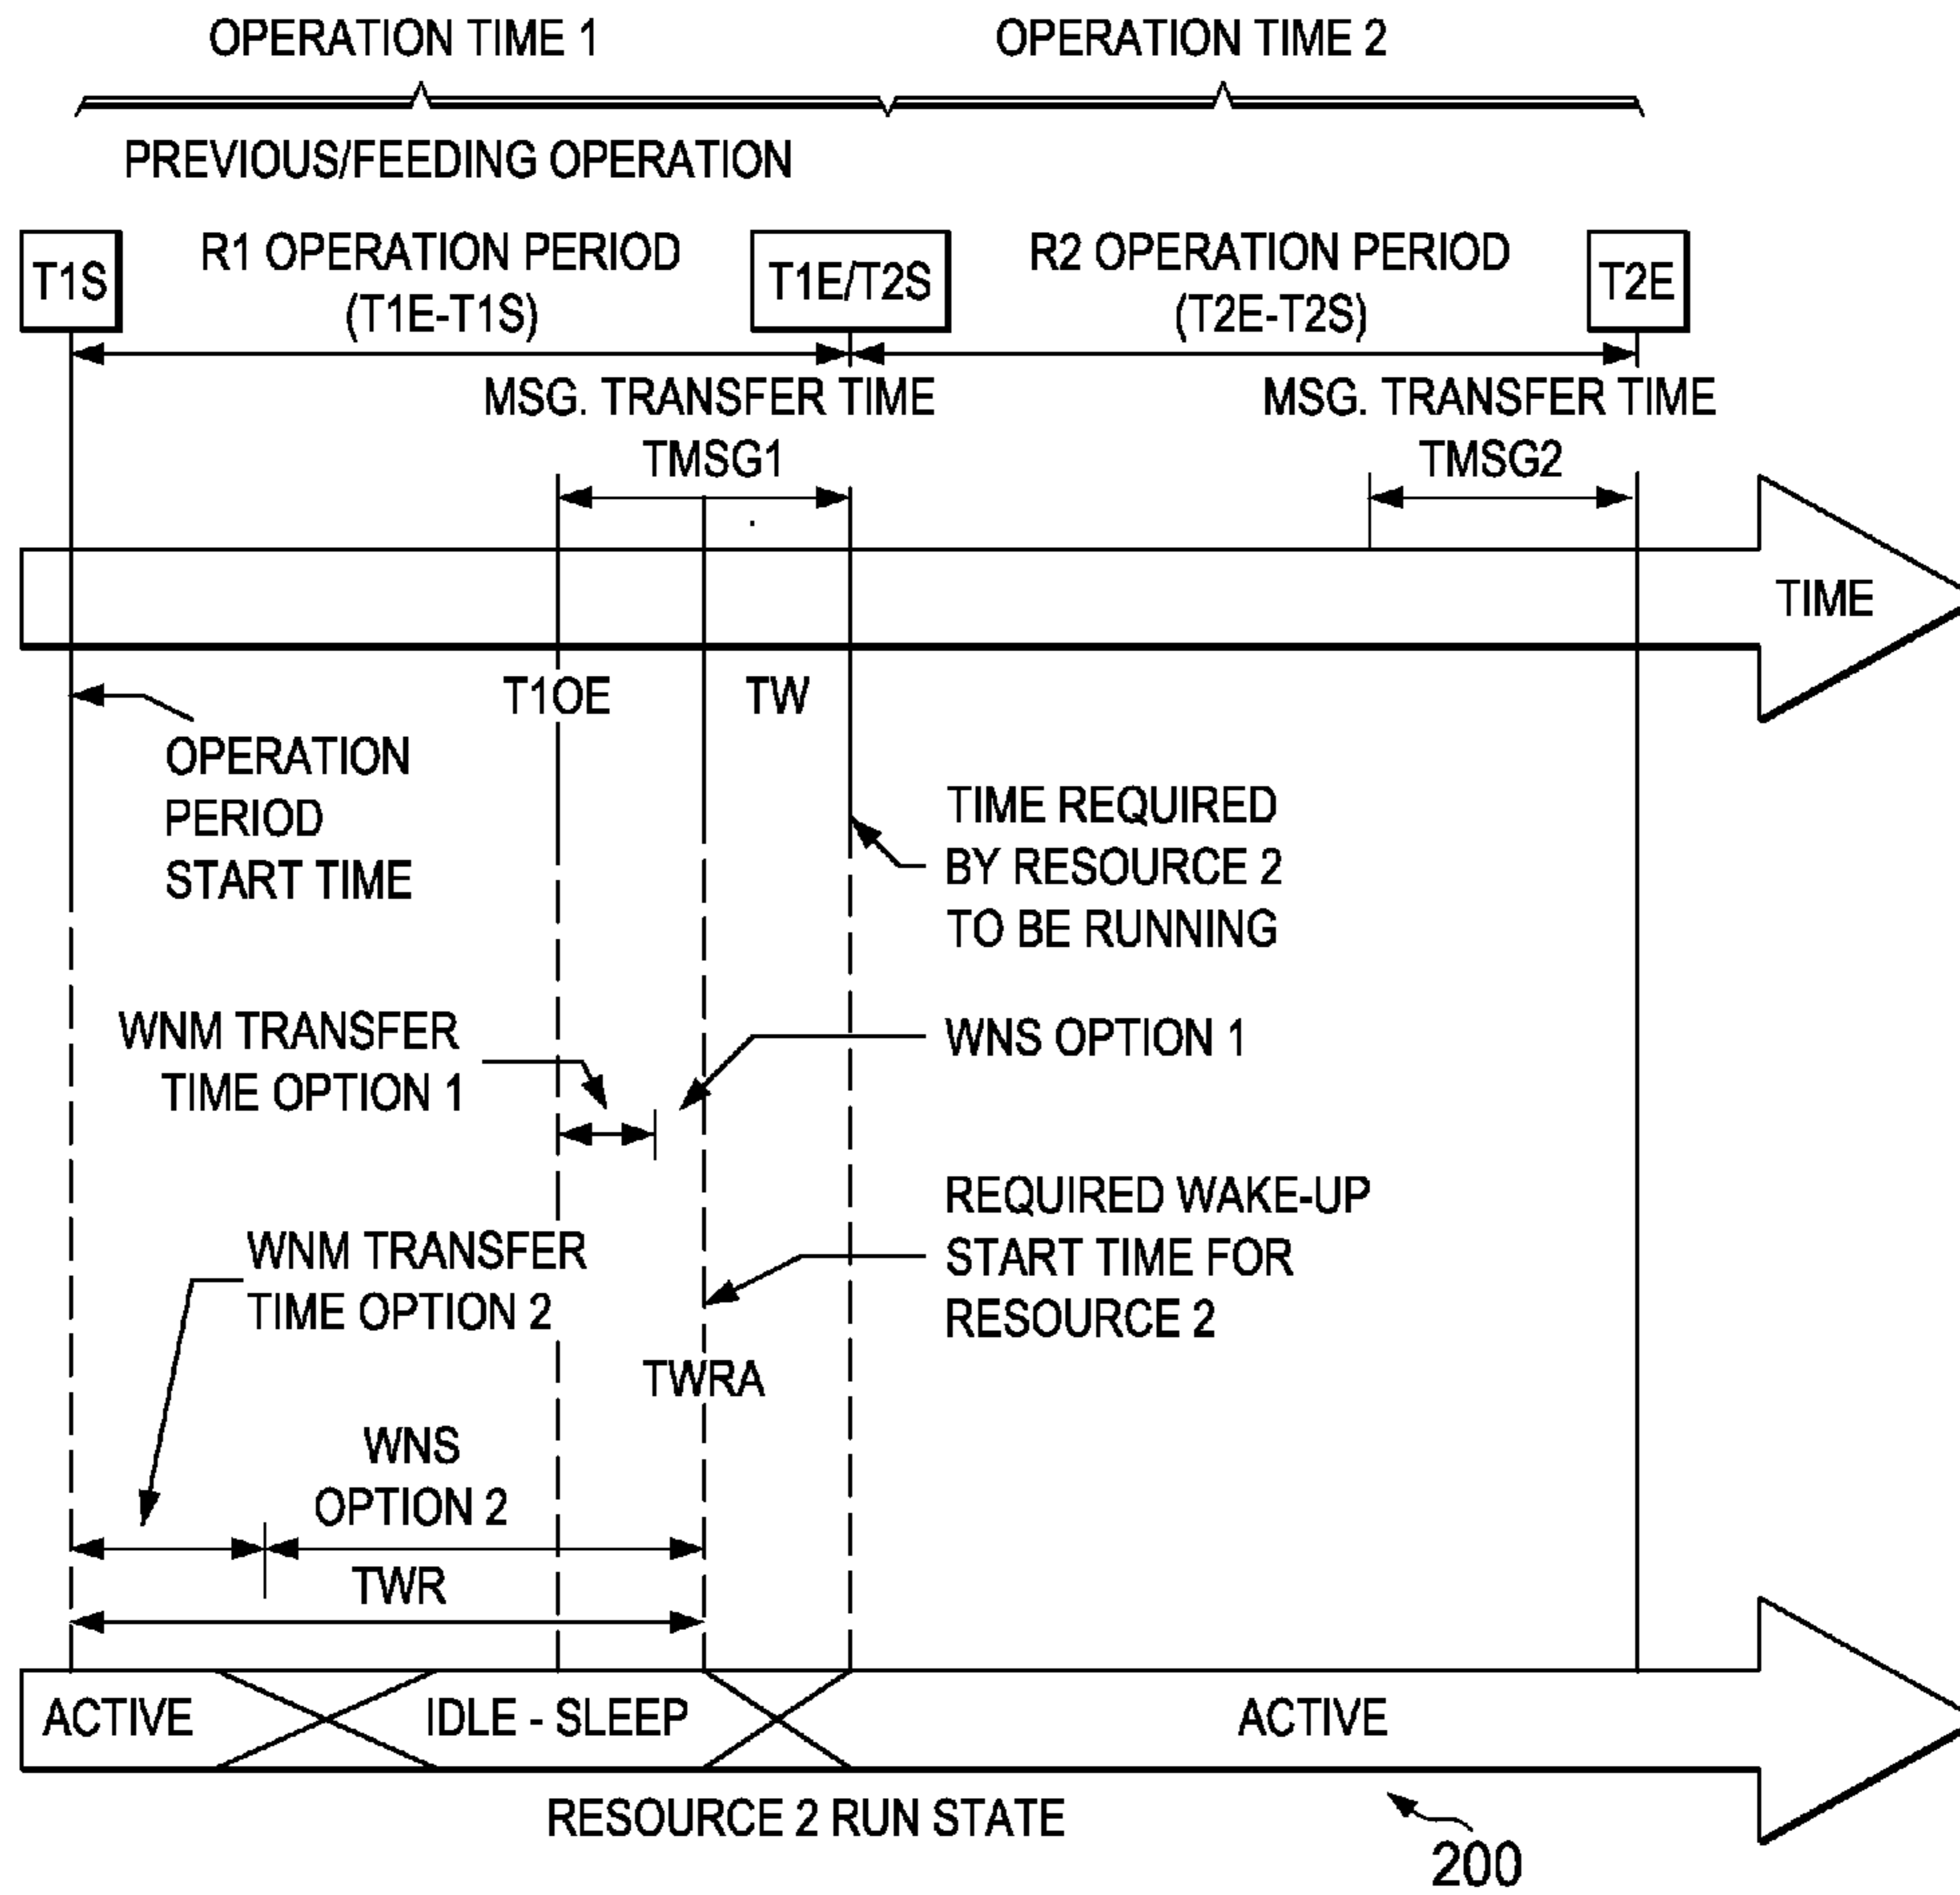 OPERATION TIME 1
OPERATION TIME 2
PREVIOUS/FEEDING OPERATION
T1S
R1 OPERATION PERIOD
(T1E-T1S)
T1E/T2S
R2 OPERATION PERIOD
(T2E-T2S)
T2E
MSG. TRANSFER TIME
TMSG1
MSG. TRANSFER TIME
TMSG2
TIME
T1OE
TW
OPERATION
PERIOD
START TIME
TIME REQUIRED
BY RESOURCE 2
TO BE RUNNING
WNM TRANSFER
TIME OPTION 1
WNS OPTION 1
REQUIRED WAKE-UP
START TIME FOR
RESOURCE 2
WNM TRANSFER
TIME OPTION 2
TWRA
WNS
OPTION 2
TWR
ACTIVE
IDLE - SLEEP
ACTIVE
RESOURCE 2 RUN STATE
200